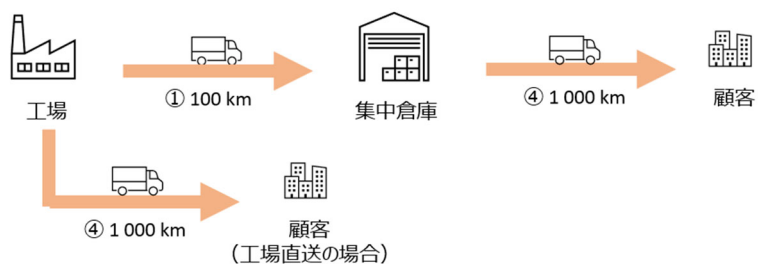 工場
① 100 km
集中倉庫
④ 1 000 km
顧客
④ 1 000 km
顧客
（工場直送の場合）